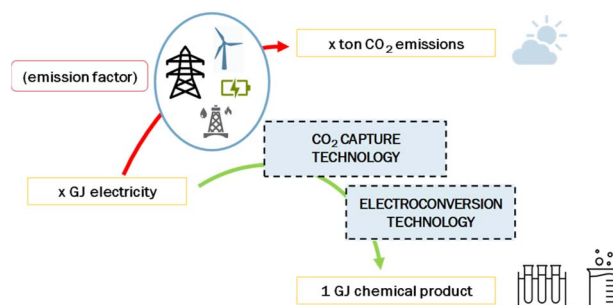 x ton CO₂ emissions
(emission factor)
CO₂ CAPTURE
TECHNOLOGY
x GJ electricity
ELECTROCONVERSION
TECHNOLOGY
1 GJ chemical product